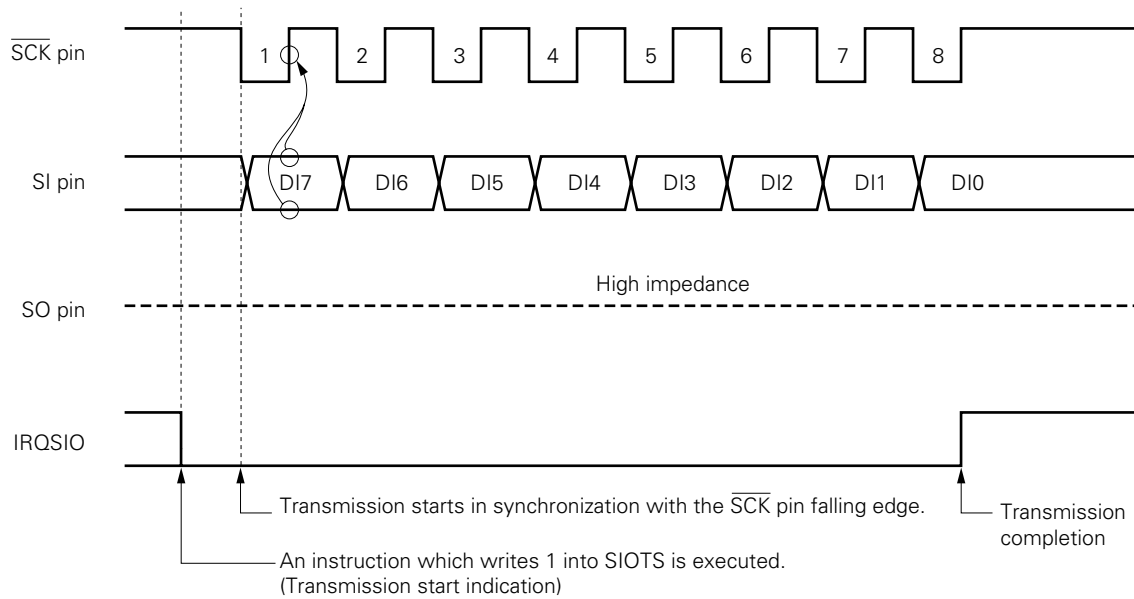 SCK pin
1 2 3 4 5 6 7 8
SI pin
DI7 DI6 DI5 DI4 DI3 DI2 DI1 DI0
High impedance
SO pin
IRQSIO
Transmission starts in synchronization with the SCK pin falling edge.
Transmission
completion
An instruction which writes 1 into SIOTS is executed.
(Transmission start indication)